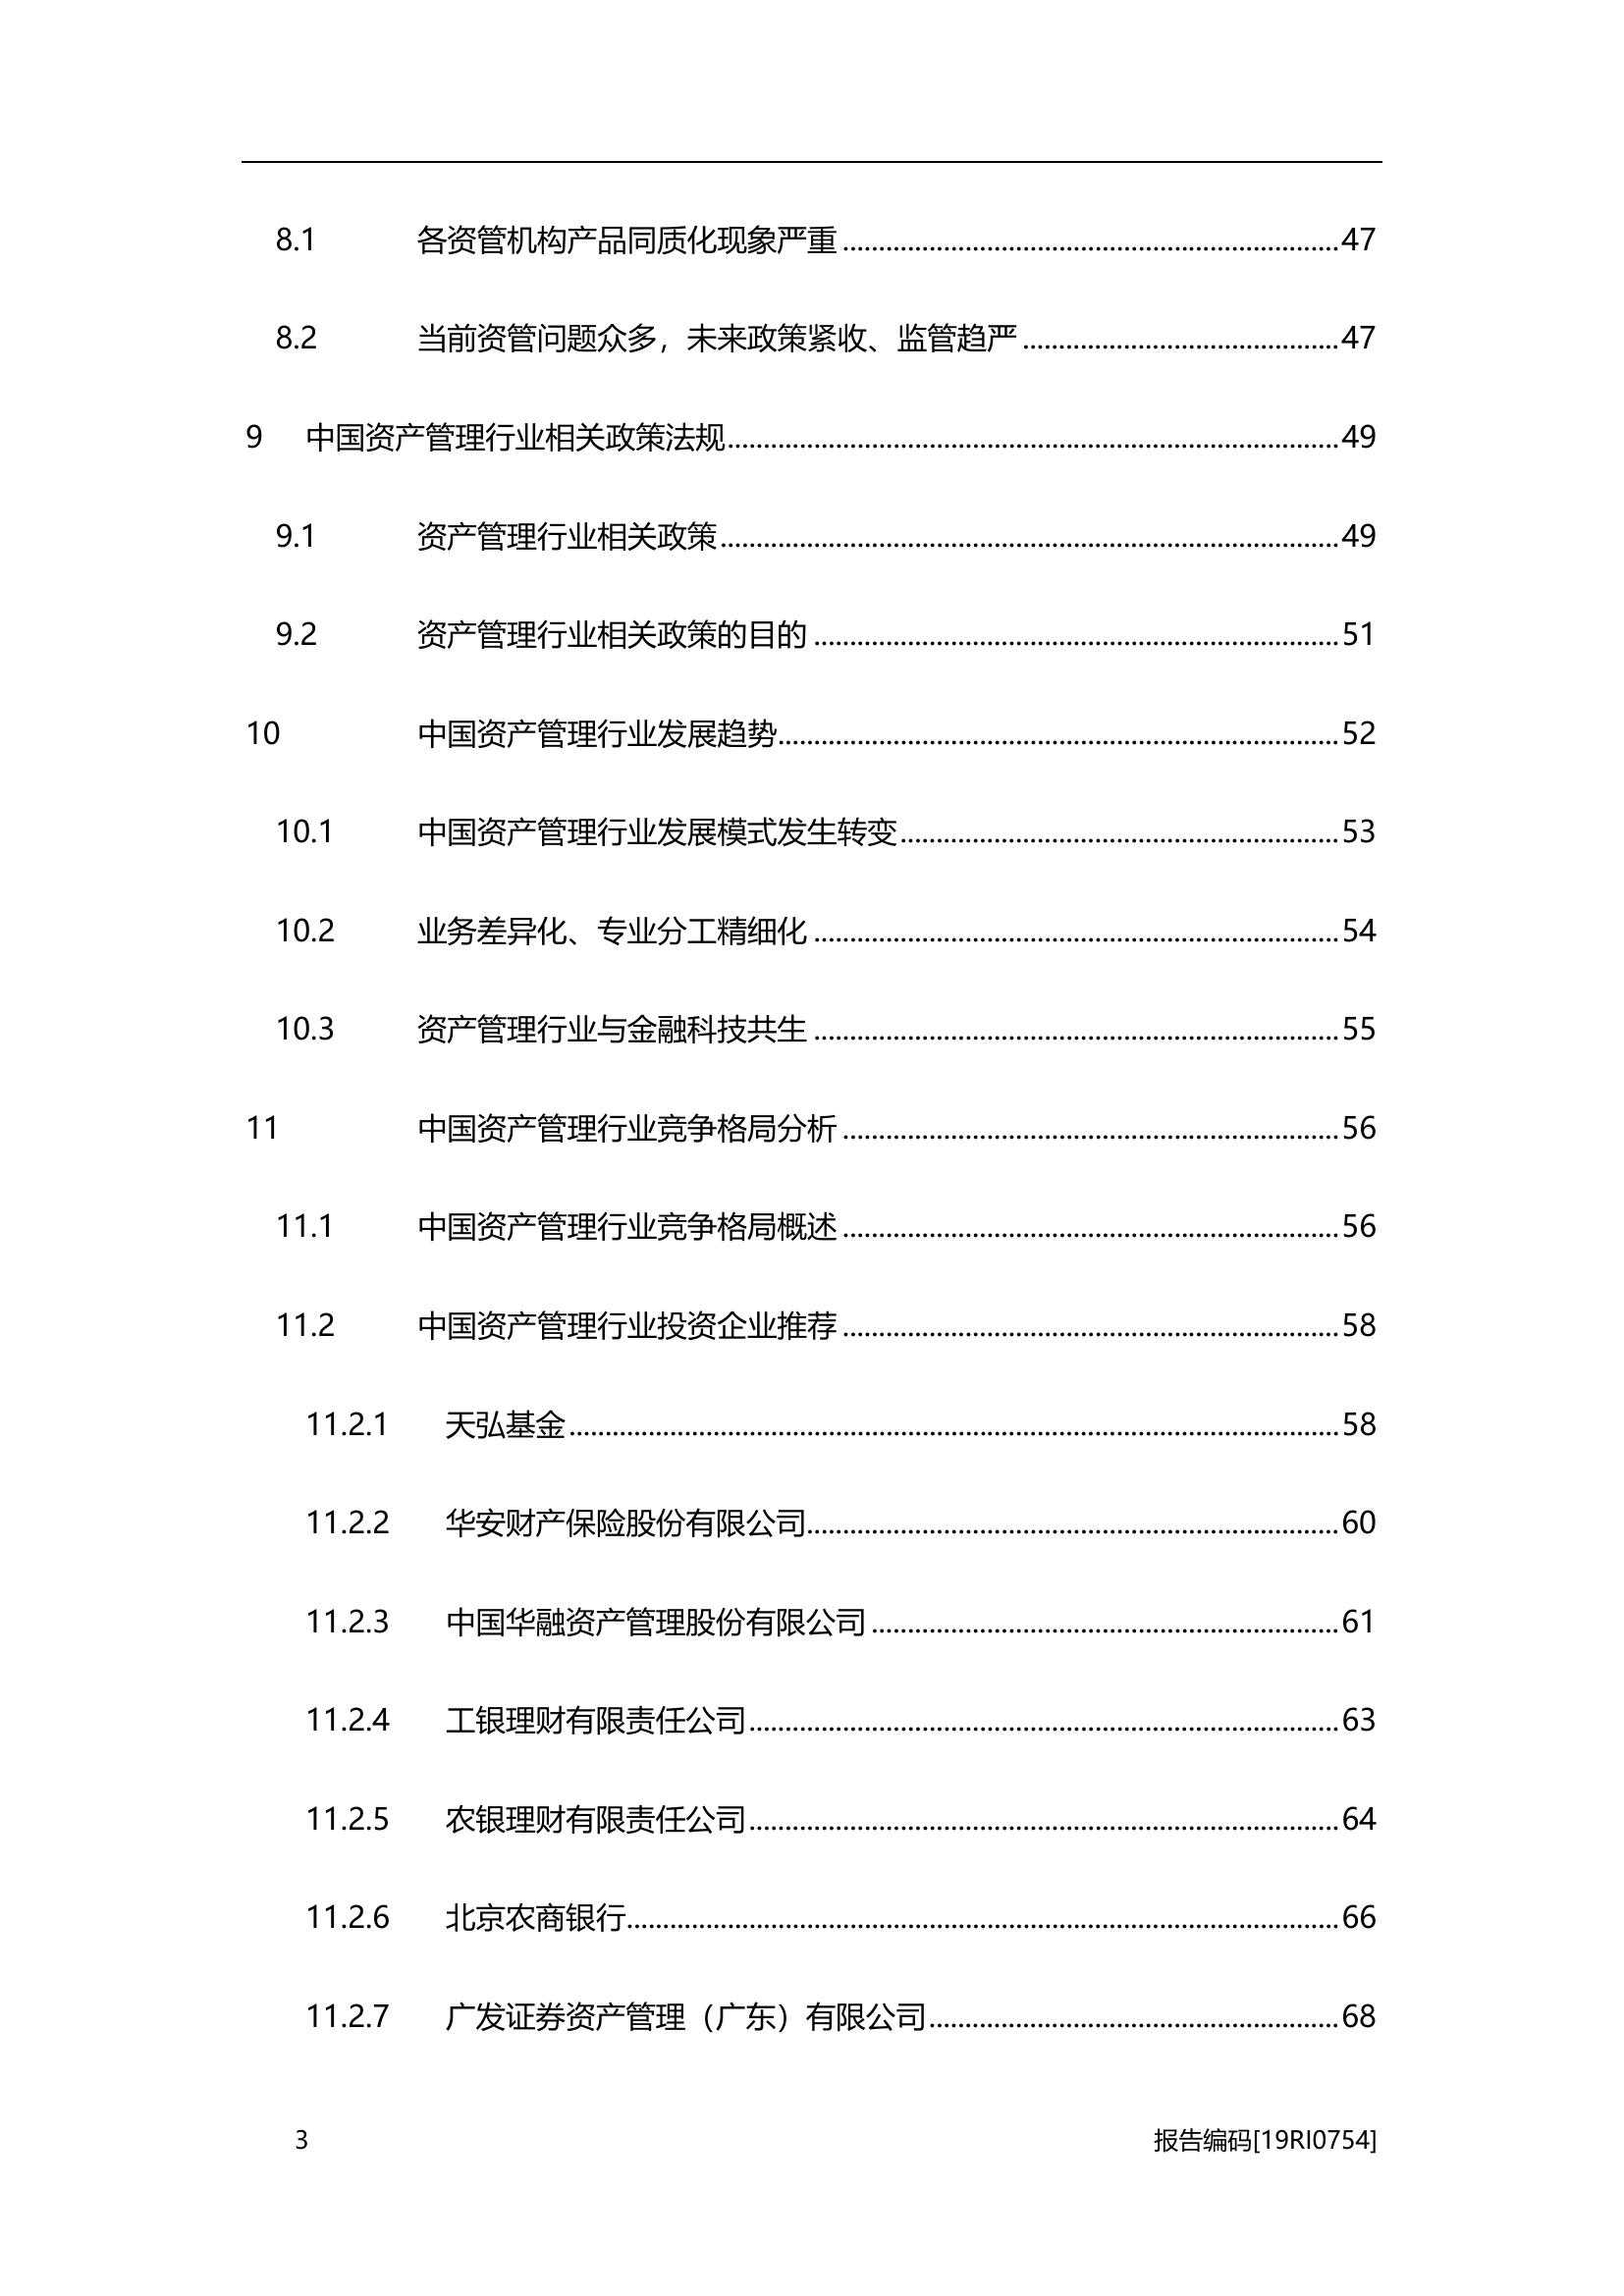 8.1 各资管机构产品同质化现象严重 47
8.2 当前资管问题众多，未来政策紧收、监管趋严 47
9 中国资产管理行业相关政策法规 49
9.1 资产管理行业相关政策 49
9.2 资产管理行业相关政策的目的 51
10 中国资产管理行业发展趋势 52
10.1 中国资产管理行业发展模式发生转变 53
10.2 业务差异化、专业分工精细化 54
10.3 资产管理行业与金融科技共生 55
11 中国资产管理行业竞争格局分析 56
11.1 中国资产管理行业竞争格局概述 56
11.2 中国资产管理行业投资企业推荐 58
11.2.1 天弘基金 58
11.2.2 华安财产保险股份有限公司 60
11.2.3 中国华融资产管理股份有限公司 61
11.2.4 工银理财有限责任公司 63
11.2.5 农银理财有限责任公司 64
11.2.6 北京农商银行 66
11.2.7 广发证券资产管理（广东）有限公司 68
3 报告编码[19RI0754]